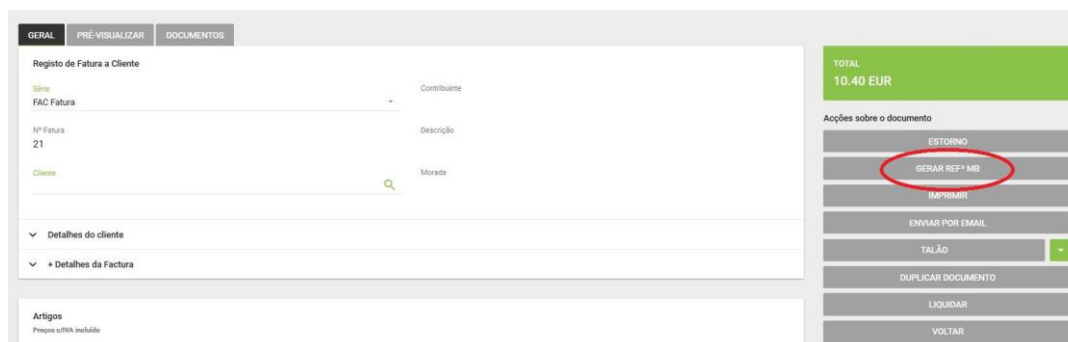 GERAL PRÉ-VISUALIZAR DOCUMENTOS
Registo de Fatura a Cliente
Série
FAC Fatura
Contribuinte
Nº Fatura
21
Descrição
Cliente
Morada
Detalhes do cliente
+ Detalhes da Factura
Artigos
Preços c/IVA incluído
TOTAL
10.40 EUR
Acções sobre o documento
ESTORNO
GERAR REFª MB
IMPRIMIR
ENVIAR POR EMAIL
TALÃO
DUPLICAR DOCUMENTO
LIQUIDAR
VOLTAR